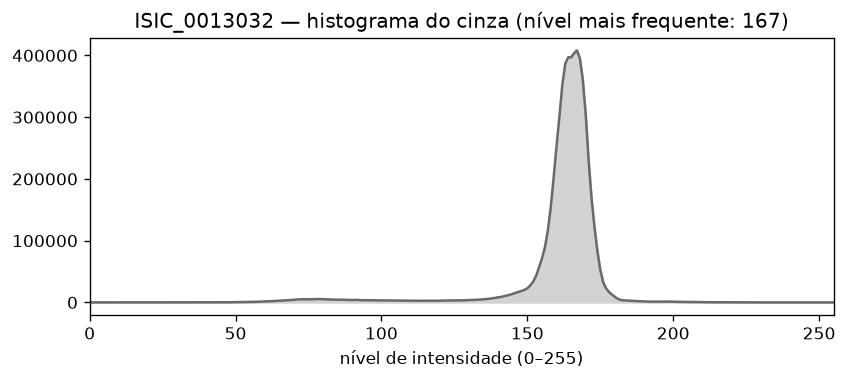 ISIC_0013032 — histograma do cinza (nível mais frequente: 167)
400000
300000
200000
100000
0
0 50 100 150 200 250
nível de intensidade (0–255)